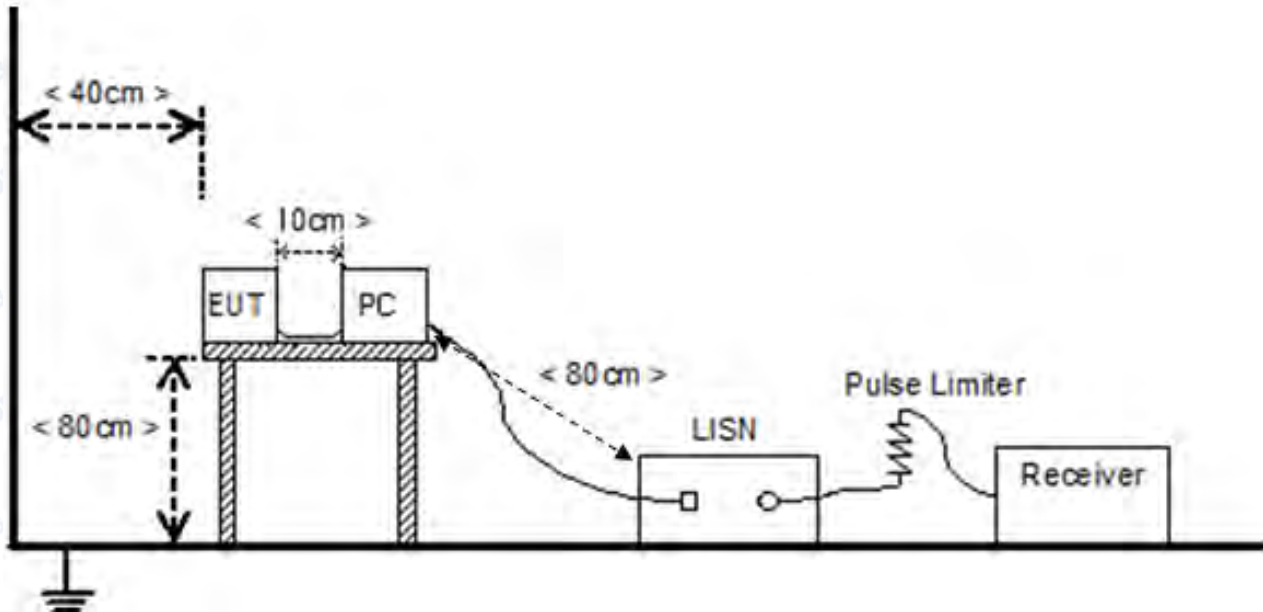 < 40cm >
< 10cm >
EUT
PC
< 80cm >
< 80cm >
Pulse Limiter
LISN
Receiver